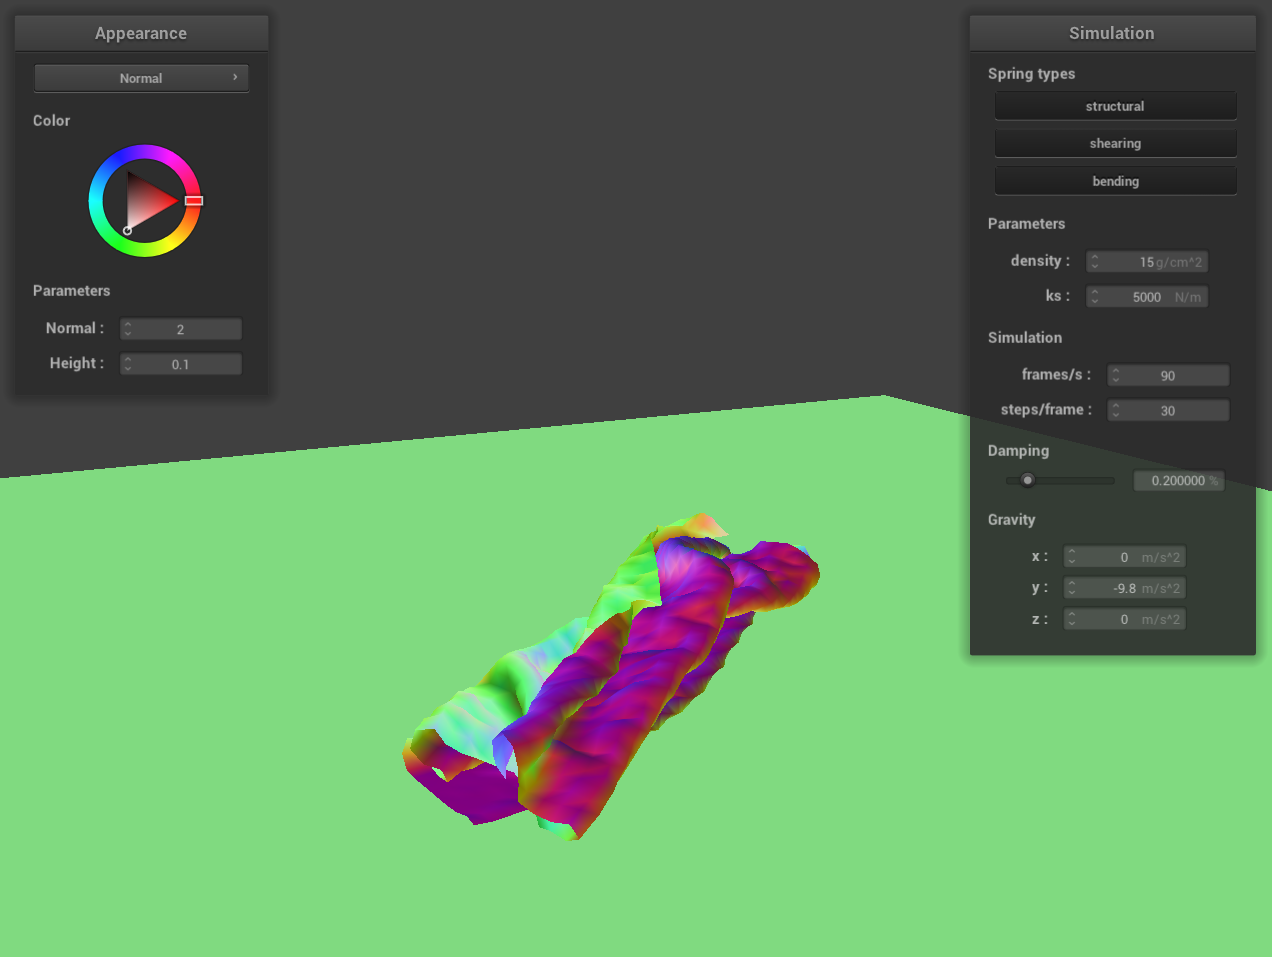 Appearance
Normal
Color
Parameters
Normal : 2
Height : 0.1
Simulation
Spring types
structural
shearing
bending
Parameters
density : 15 g/cm^2
ks : 5000 N/m
Simulation
frames/s : 90
steps/frame : 30
Damping
0.200000 %
Gravity
x : 0 m/s^2
y : -9.8 m/s^2
z : 0 m/s^2